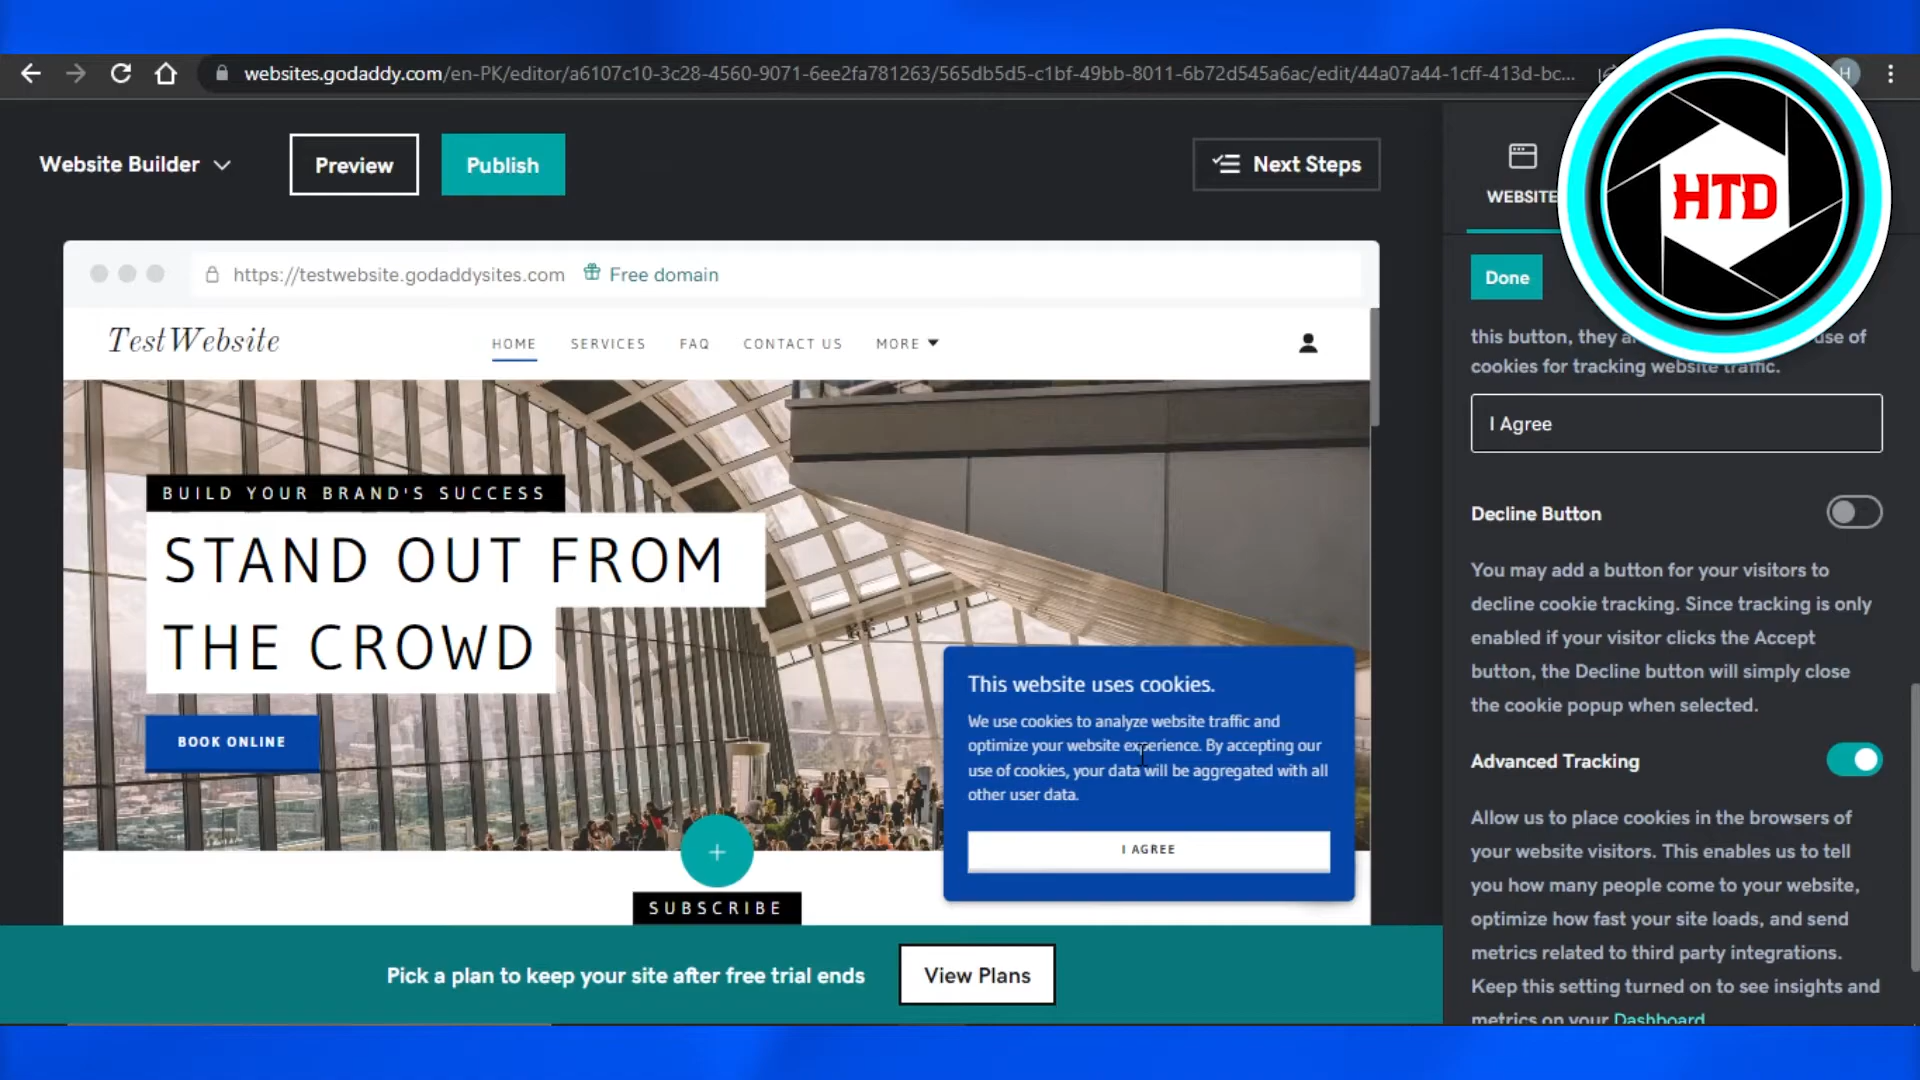 websites.godaddy.com/en-PK/editor/a6107c10-3c28-4560-9071-6ee2fa781263/565db5d5-c1bf-49bb-8011-6b72d545a6ac/edit/44a07a44-1cff-413d-bc...
H
Website Builder
Preview
Publish
Next Steps
WEBSITE
HTD
https://testwebsite.godaddysites.com
Free domain
Done
TestWebsite
HOME
SERVICES
FAQ
CONTACT US
MORE
this button, they use of
cookies for tracking website traffic.
I Agree
BUILD YOUR BRAND'S SUCCESS
STAND OUT FROM
THE CROWD
BOOK ONLINE
Decline Button
You may add a button for your visitors to
decline cookie tracking. Since tracking is only
enabled if your visitor clicks the Accept
button, the Decline button will simply close
the cookie popup when selected.
This website uses cookies.
We use cookies to analyze website traffic and
optimize your website experience. By accepting our
use of cookies, your data will be aggregated with all
other user data.
I AGREE
Advanced Tracking
Allow us to place cookies in the browsers of
your website visitors. This enables us to tell
you how many people come to your website,
optimize how fast your site loads, and send
metrics related to third party integrations.
Keep this setting turned on to see insights and
metrics on your Dashboard
SUBSCRIBE
Pick a plan to keep your site after free trial ends
View Plans